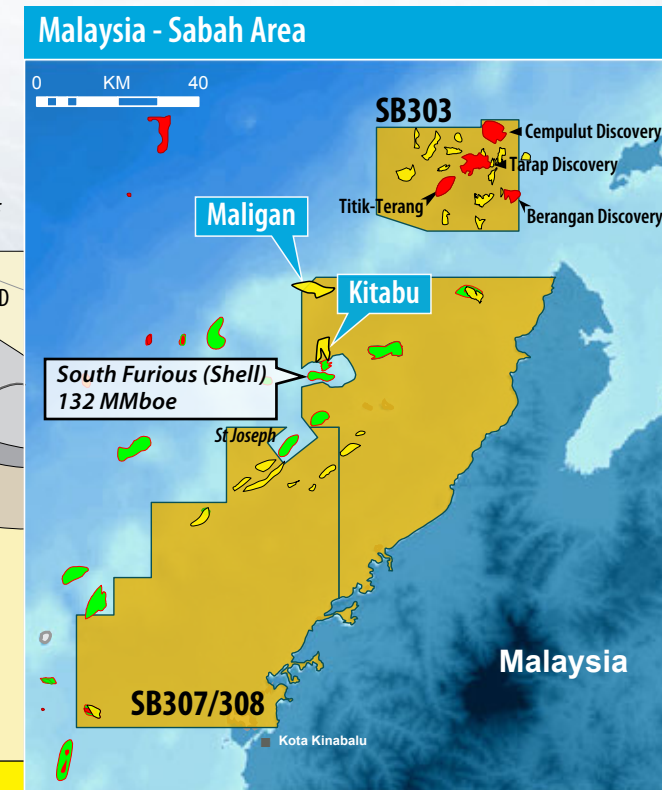 Malaysia - Sabah Area
0 KM 40
SB303
Cempulut Discovery
Tarap Discovery
Titik-Terang
Berangan Discovery
Maligan
Kitabu
D
South Furious (Shell)
132 MMboe
St Joseph
Malaysia
SB307/308
Kota Kinabalu